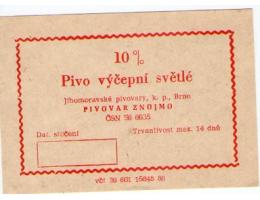 10%
Pivo výčepní světlé
Jihomoravské pivovary, k. p., Brno
PIVOVAR ZNOJMO
ČSN 56 6635
Dat. stočení
Trvanlivost max. 14 dnů